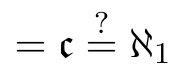 = 𝔠 ≟ ℵ₁